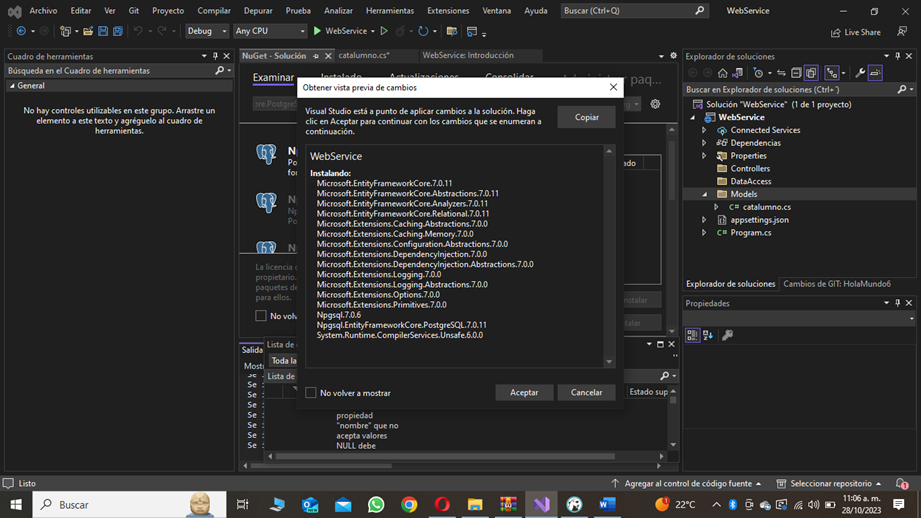 Archivo Editar Ver Git Proyecto Compilar Depurar Prueba Analizar Herramientas Extensiones Ventana Ayuda Buscar (Ctrl+Q) WebService
Debug Any CPU WebService Live Share
Cuadro de herramientas
Búsqueda en el Cuadro de herramientas
General
No hay controles utilizables en este grupo. Arrastre un
elemento a este texto y agréguelo al cuadro de
herramientas.
NuGet - Solución catalumno.cs* WebService: Introducción
Examinar Instalado Actualizaciones Consolidar
Obtener vista previa de cambios
Visual Studio está a punto de aplicar cambios a la solución. Haga
clic en Aceptar para continuar con los cambios que se enumeran a
continuación.
Copiar
WebService
Instalando:
Microsoft.EntityFrameworkCore.7.0.11
Microsoft.EntityFrameworkCore.Abstractions.7.0.11
Microsoft.EntityFrameworkCore.Analyzers.7.0.11
Microsoft.EntityFrameworkCore.Relational.7.0.11
Microsoft.Extensions.Caching.Abstractions.7.0.0
Microsoft.Extensions.Caching.Memory.7.0.0
Microsoft.Extensions.Configuration.Abstractions.7.0.0
Microsoft.Extensions.DependencyInjection.7.0.0
Microsoft.Extensions.DependencyInjection.Abstractions.7.0.0
Microsoft.Extensions.Logging.7.0.0
Microsoft.Extensions.Logging.Abstractions.7.0.0
Microsoft.Extensions.Options.7.0.0
Microsoft.Extensions.Primitives.7.0.0
Npgsql.7.0.6
Npgsql.EntityFrameworkCore.PostgreSQL.7.0.11
System.Runtime.CompilerServices.Unsafe.6.0.0
No volver a mostrar
Aceptar Cancelar
La licencia
propietario.
paquetes de
para ellos.
No volv
Salida
Lista de
Toda la
Lista de
Mostr
Estado sup
Se
Se
Se
Se
Se
Se
Se
propiedad
"nombre" que no
acepta valores
NULL debe
Explorador de soluciones
Buscar en Explorador de soluciones (Ctrl+´)
Solución "WebService" (1 de 1 proyecto)
WebService
Connected Services
Dependencias
Properties
Controllers
DataAccess
Models
catalumno.cs
appsettings.json
Program.cs
Explorador de soluciones Cambios de GIT: HolaMundo6
Propiedades
Listo Agregar al control de código fuente Seleccionar repositorio
Buscar 22°C 11:06 a. m.
28/10/2023